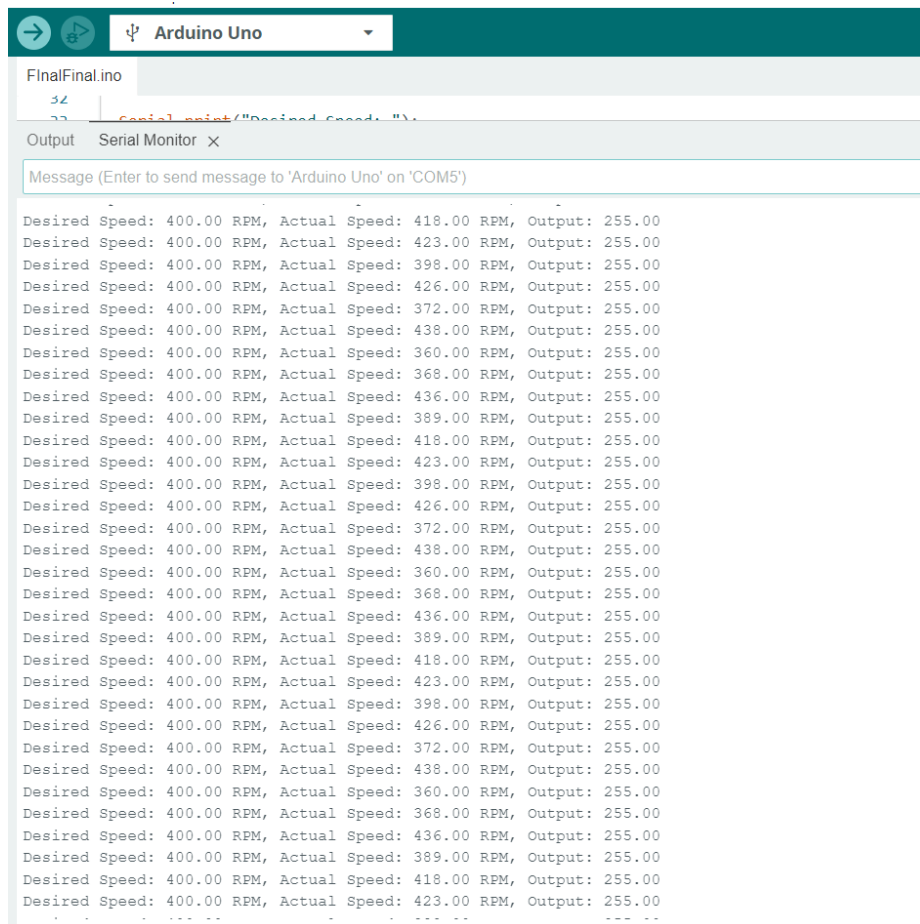 Arduino Uno
FInalFinal.ino
32
33 Serial.print("Desired Speed: ");
Output Serial Monitor ×
Message (Enter to send message to 'Arduino Uno' on 'COM5')
Desired Speed: 400.00 RPM, Actual Speed: 418.00 RPM, Output: 255.00
Desired Speed: 400.00 RPM, Actual Speed: 423.00 RPM, Output: 255.00
Desired Speed: 400.00 RPM, Actual Speed: 398.00 RPM, Output: 255.00
Desired Speed: 400.00 RPM, Actual Speed: 426.00 RPM, Output: 255.00
Desired Speed: 400.00 RPM, Actual Speed: 372.00 RPM, Output: 255.00
Desired Speed: 400.00 RPM, Actual Speed: 438.00 RPM, Output: 255.00
Desired Speed: 400.00 RPM, Actual Speed: 360.00 RPM, Output: 255.00
Desired Speed: 400.00 RPM, Actual Speed: 368.00 RPM, Output: 255.00
Desired Speed: 400.00 RPM, Actual Speed: 436.00 RPM, Output: 255.00
Desired Speed: 400.00 RPM, Actual Speed: 389.00 RPM, Output: 255.00
Desired Speed: 400.00 RPM, Actual Speed: 418.00 RPM, Output: 255.00
Desired Speed: 400.00 RPM, Actual Speed: 423.00 RPM, Output: 255.00
Desired Speed: 400.00 RPM, Actual Speed: 398.00 RPM, Output: 255.00
Desired Speed: 400.00 RPM, Actual Speed: 426.00 RPM, Output: 255.00
Desired Speed: 400.00 RPM, Actual Speed: 372.00 RPM, Output: 255.00
Desired Speed: 400.00 RPM, Actual Speed: 438.00 RPM, Output: 255.00
Desired Speed: 400.00 RPM, Actual Speed: 360.00 RPM, Output: 255.00
Desired Speed: 400.00 RPM, Actual Speed: 368.00 RPM, Output: 255.00
Desired Speed: 400.00 RPM, Actual Speed: 436.00 RPM, Output: 255.00
Desired Speed: 400.00 RPM, Actual Speed: 389.00 RPM, Output: 255.00
Desired Speed: 400.00 RPM, Actual Speed: 418.00 RPM, Output: 255.00
Desired Speed: 400.00 RPM, Actual Speed: 423.00 RPM, Output: 255.00
Desired Speed: 400.00 RPM, Actual Speed: 398.00 RPM, Output: 255.00
Desired Speed: 400.00 RPM, Actual Speed: 426.00 RPM, Output: 255.00
Desired Speed: 400.00 RPM, Actual Speed: 372.00 RPM, Output: 255.00
Desired Speed: 400.00 RPM, Actual Speed: 438.00 RPM, Output: 255.00
Desired Speed: 400.00 RPM, Actual Speed: 360.00 RPM, Output: 255.00
Desired Speed: 400.00 RPM, Actual Speed: 368.00 RPM, Output: 255.00
Desired Speed: 400.00 RPM, Actual Speed: 436.00 RPM, Output: 255.00
Desired Speed: 400.00 RPM, Actual Speed: 389.00 RPM, Output: 255.00
Desired Speed: 400.00 RPM, Actual Speed: 418.00 RPM, Output: 255.00
Desired Speed: 400.00 RPM, Actual Speed: 423.00 RPM, Output: 255.00